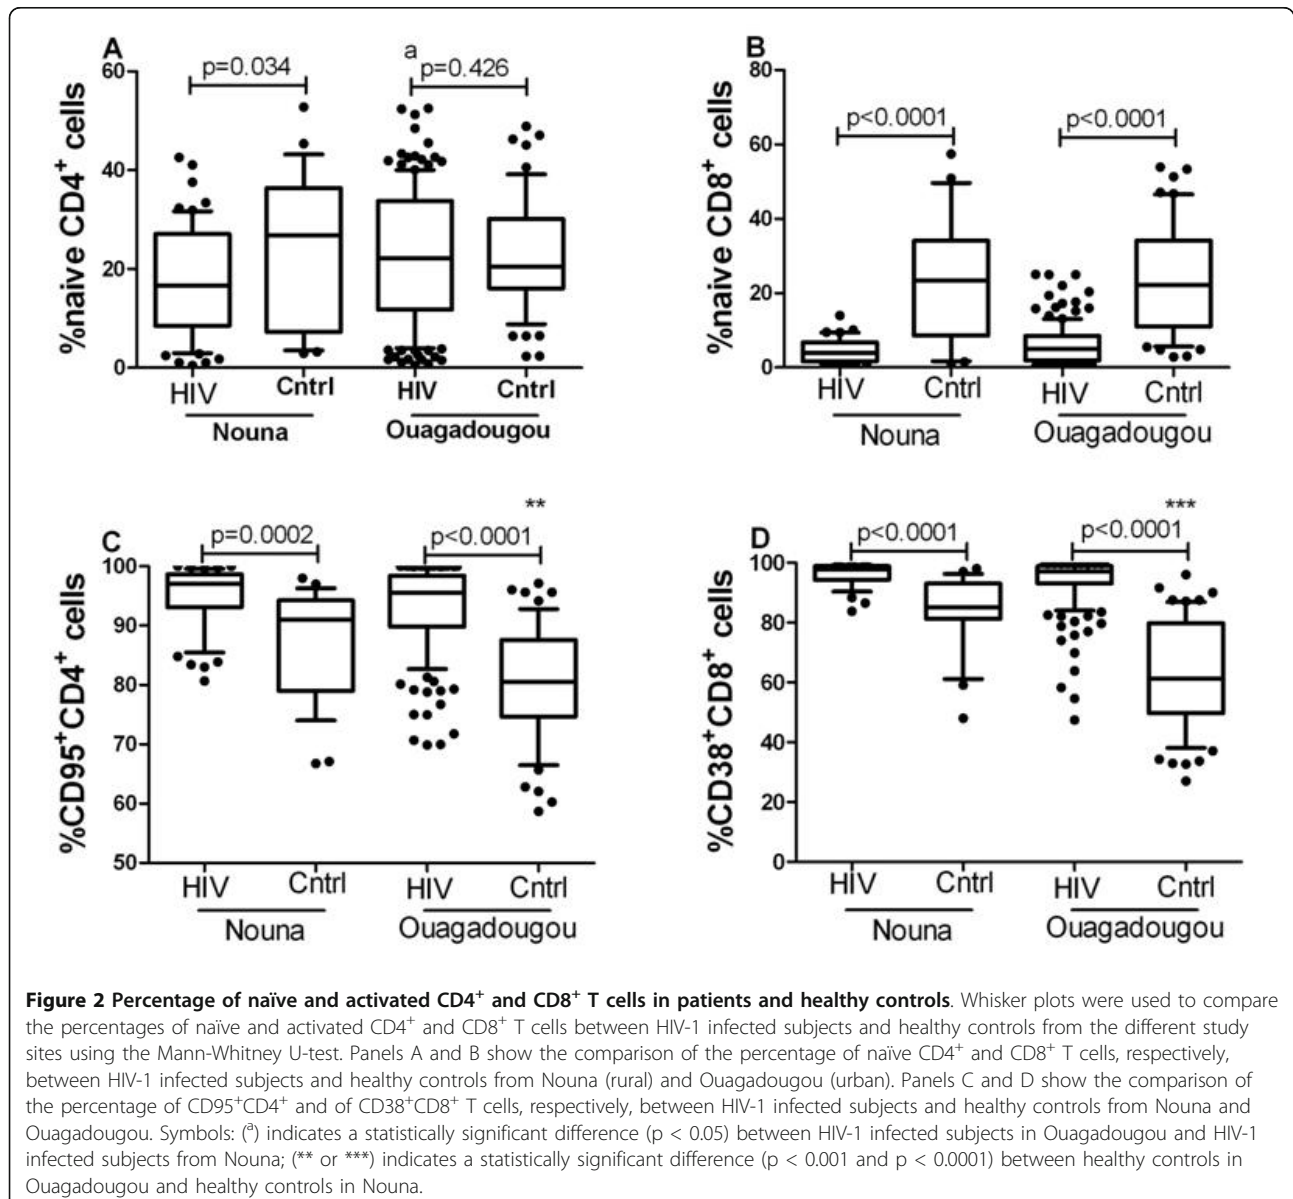 A
a
p=0.034
p=0.426
60
40
20
0
%naive CD4+ cells
HIV
Cntrl
HIV
Cntrl
Nouna
Ouagadougou
B
p<0.0001
p<0.0001
80
60
40
20
0
%naive CD8+ cells
HIV
Cntrl
HIV
Cntrl
Nouna
Ouagadougou
C
**
p=0.0002
p<0.0001
100
90
80
70
60
50
%CD95+CD4+ cells
HIV
Cntrl
HIV
Cntrl
Nouna
Ouagadougou
D
***
p<0.0001
p<0.0001
100
80
60
40
20
0
%CD38+CD8+ cells
HIV
Cntrl
HIV
Cntrl
Nouna
Ouagadougou
Figure 2 Percentage of naïve and activated CD4+ and CD8+ T cells in patients and healthy controls. Whisker plots were used to compare
the percentages of naïve and activated CD4+ and CD8+ T cells between HIV-1 infected subjects and healthy controls from the different study
sites using the Mann-Whitney U-test. Panels A and B show the comparison of the percentage of naïve CD4+ and CD8+ T cells, respectively,
between HIV-1 infected subjects and healthy controls from Nouna (rural) and Ouagadougou (urban). Panels C and D show the comparison of
the percentage of CD95+CD4+ and of CD38+CD8+ T cells, respectively, between HIV-1 infected subjects and healthy controls from Nouna and
Ouagadougou. Symbols: (a) indicates a statistically significant difference (p < 0.05) between HIV-1 infected subjects in Ouagadougou and HIV-1
infected subjects from Nouna; (** or ***) indicates a statistically significant difference (p < 0.001 and p < 0.0001) between healthy controls in
Ouagadougou and healthy controls in Nouna.